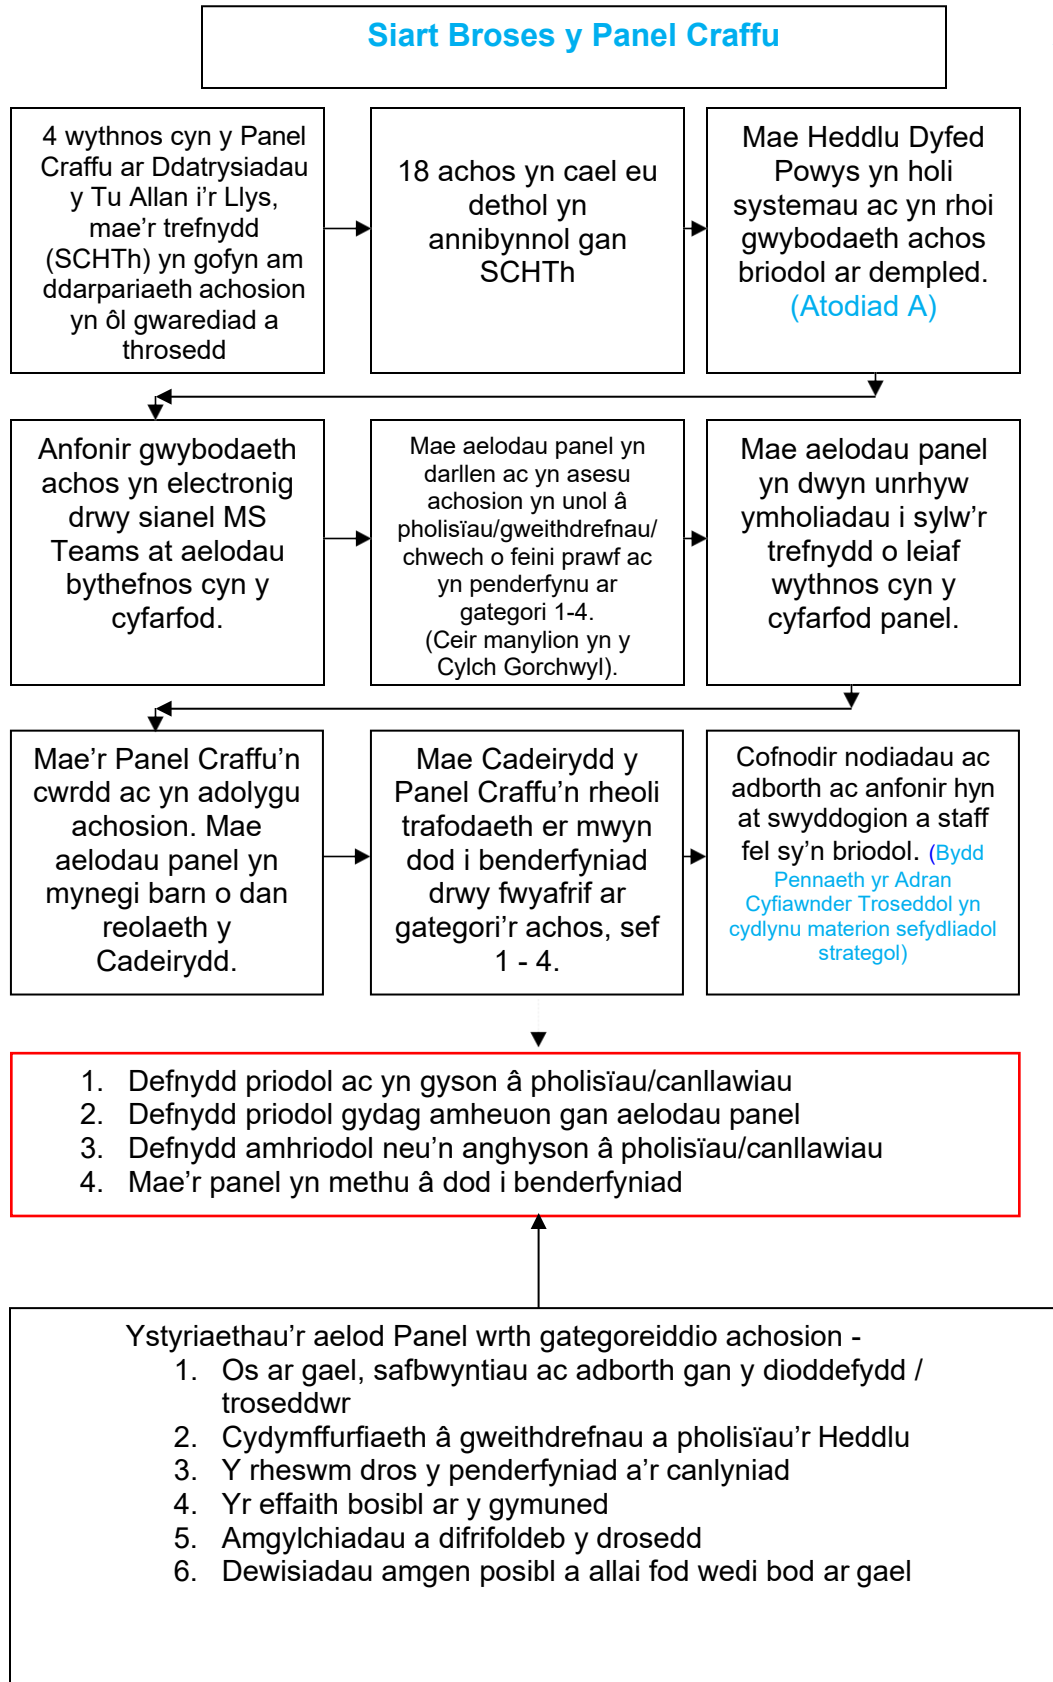 Siart Broses y Panel Craffu
4 wythnos cyn y Panel
Craffu ar Ddatrysiadau
y Tu Allan i'r Llys,
mae'r trefnydd
(SCHTh) yn gofyn am
ddarpariaeth achosion
yn ôl gwarediad a
throsedd
18 achos yn cael eu
dethol yn
annibynnol gan
SCHTh
Mae Heddlu Dyfed
Powys yn holi
systemau ac yn rhoi
gwybodaeth achos
briodol ar dempled.
(Atodiad A)
Anfonir gwybodaeth
achos yn electronig
drwy sianel MS
Teams at aelodau
bythefnos cyn y
cyfarfod.
Mae aelodau panel yn
darllen ac yn asesu
achosion yn unol â
pholisïau/gweithdrefnau/
chwech o feini prawf ac
yn penderfynu ar
gategori 1-4.
(Ceir manylion yn y
Cylch Gorchwyl).
Mae aelodau panel
yn dwyn unrhyw
ymholiadau i sylw’r
trefnydd o leiaf
wythnos cyn y
cyfarfod panel.
Mae’r Panel Craffu’n
cwrdd ac yn adolygu
achosion. Mae
aelodau panel yn
mynegi barn o dan
reolaeth y
Cadeirydd.
Mae Cadeirydd y
Panel Craffu’n rheoli
trafodaeth er mwyn
dod i benderfyniad
drwy fwyafrif ar
gategori’r achos, sef
1 - 4.
Cofnodir nodiadau ac
adborth ac anfonir hyn
at swyddogion a staff
fel sy’n briodol. (Bydd
Pennaeth yr Adran
Cyfiawnder Troseddol yn
cydlynu materion sefydliadol
strategol)
1. Defnydd priodol ac yn gyson â pholisïau/canllawiau
2. Defnydd priodol gydag amheuon gan aelodau panel
3. Defnydd amhriodol neu’n anghyson â pholisïau/canllawiau
4. Mae’r panel yn methu â dod i benderfyniad
Ystyriaethau’r aelod Panel wrth gategoreiddio achosion -
1. Os ar gael, safbwyntiau ac adborth gan y dioddefydd /
troseddwr
2. Cydymffurfiaeth â gweithdrefnau a pholisïau’r Heddlu
3. Y rheswm dros y penderfyniad a’r canlyniad
4. Yr effaith bosibl ar y gymuned
5. Amgylchiadau a difrifoldeb y drosedd
6. Dewisiadau amgen posibl a allai fod wedi bod ar gael